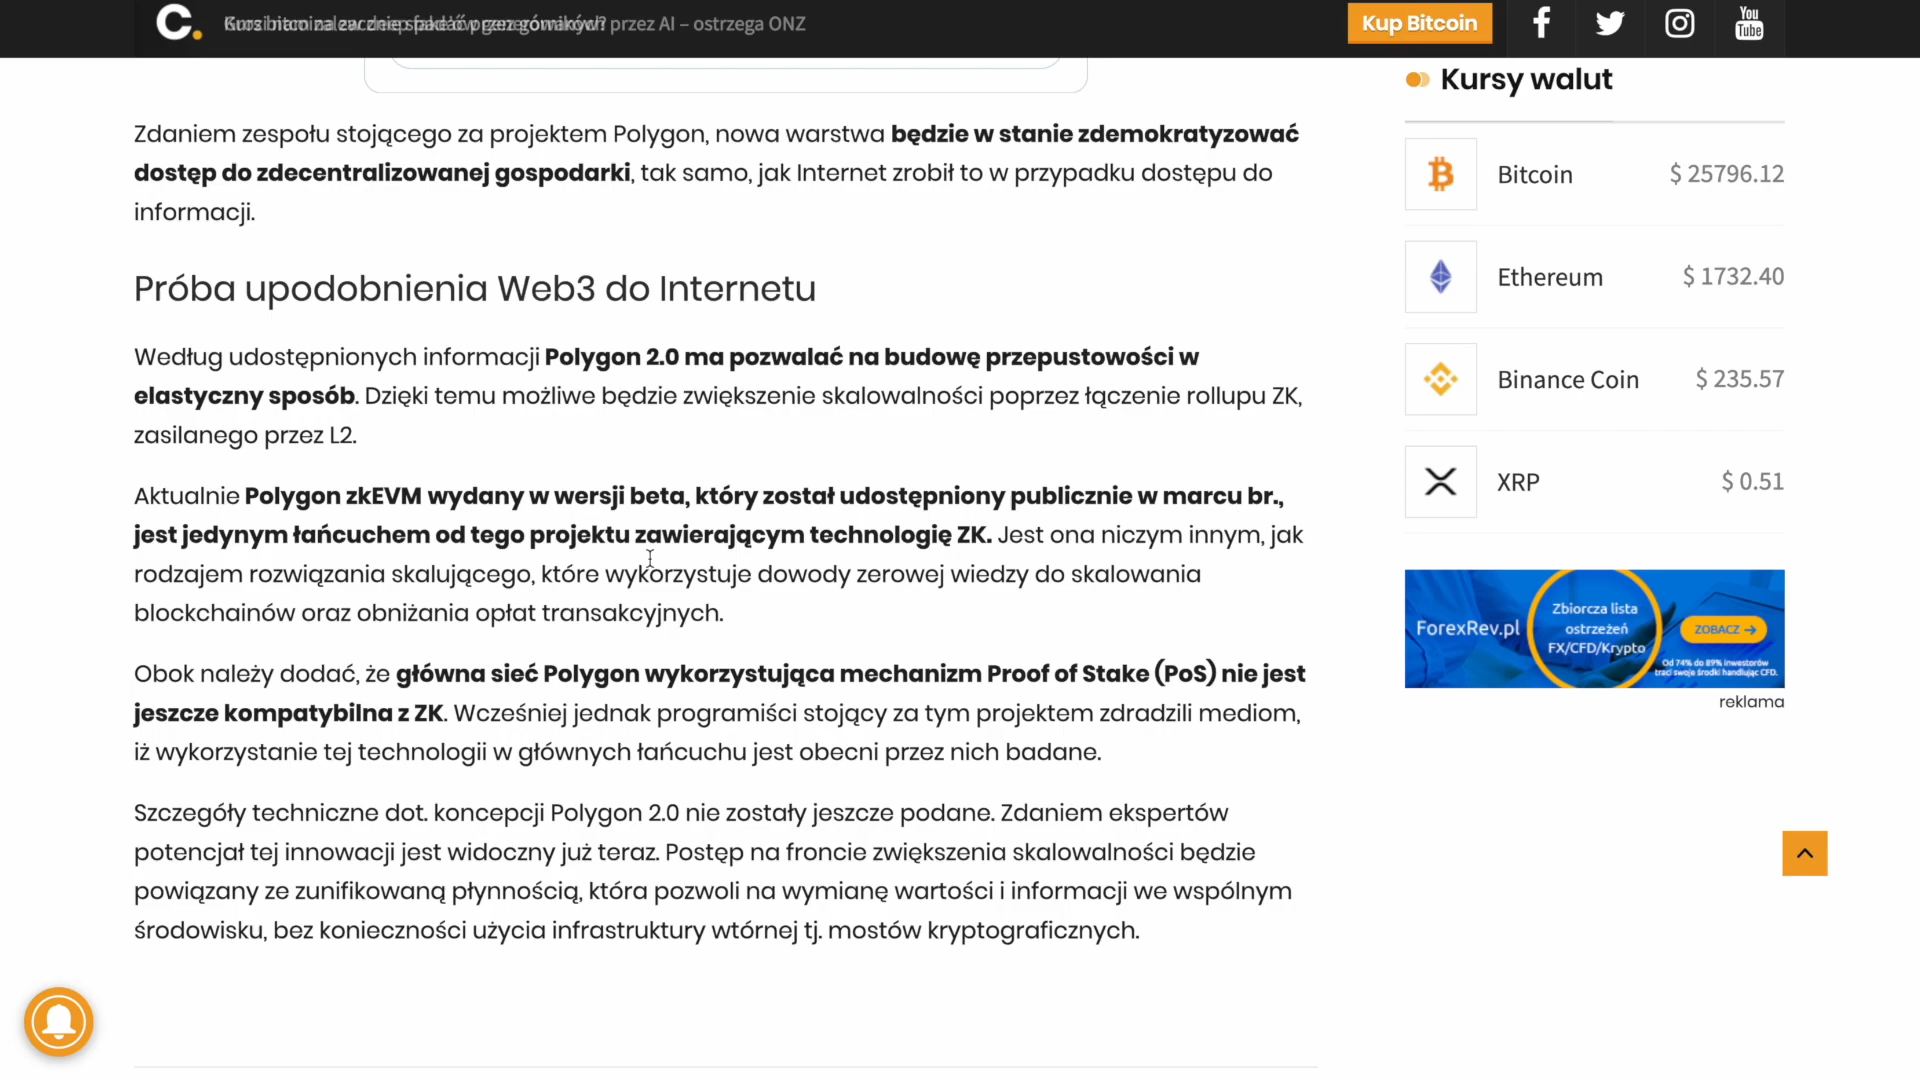 przez AI – ostrzega ONZ
Kup Bitcoin
You
Tube
Zdaniem zespołu stojącego za projektem Polygon, nowa warstwa będzie w stanie zdemokratyzować
dostęp do zdecentralizowanej gospodarki, tak samo, jak Internet zrobił to w przypadku dostępu do
informacji.
Próba upodobnienia Web3 do Internetu
Według udostępnionych informacji Polygon 2.0 ma pozwalać na budowę przepustowości w
elastyczny sposób. Dzięki temu możliwe będzie zwiększenie skalowalności poprzez łączenie rollupu ZK,
zasilanego przez L2.
Aktualnie Polygon zkEVM wydany w wersji beta, który został udostępniony publicznie w marcu br.,
jest jedynym łańcuchem od tego projektu zawierającym technologię ZK. Jest ona niczym innym, jak
rodzajem rozwiązania skalującego, które wykorzystuje dowody zerowej wiedzy do skalowania
blockchainów oraz obniżania opłat transakcyjnych.
Obok należy dodać, że główna sieć Polygon wykorzystująca mechanizm Proof of Stake (PoS) nie jest
jeszcze kompatybilna z ZK. Wcześniej jednak programiści stojący za tym projektem zdradzili mediom,
iż wykorzystanie tej technologii w głównych łańcuchu jest obecni przez nich badane.
Szczegóły techniczne dot. koncepcji Polygon 2.0 nie zostały jeszcze podane. Zdaniem ekspertów
potencjał tej innowacji jest widoczny już teraz. Postęp na froncie zwiększenia skalowalności będzie
powiązany ze zunifikowaną płynnością, która pozwoli na wymianę wartości i informacji we wspólnym
środowisku, bez konieczności użycia infrastruktury wtórnej tj. mostów kryptograficznych.
Kursy walut
Bitcoin $ 25796.12
Ethereum $ 1732.40
Binance Coin $ 235.57
XRP $ 0.51
ForexRev.pl
Zbiorcza lista
ostrzeżeń
FX/CFD/Krypto
ZOBACZ →
Od 74% do 89% inwestorów
traci swoje środki handlując CFD.
reklama